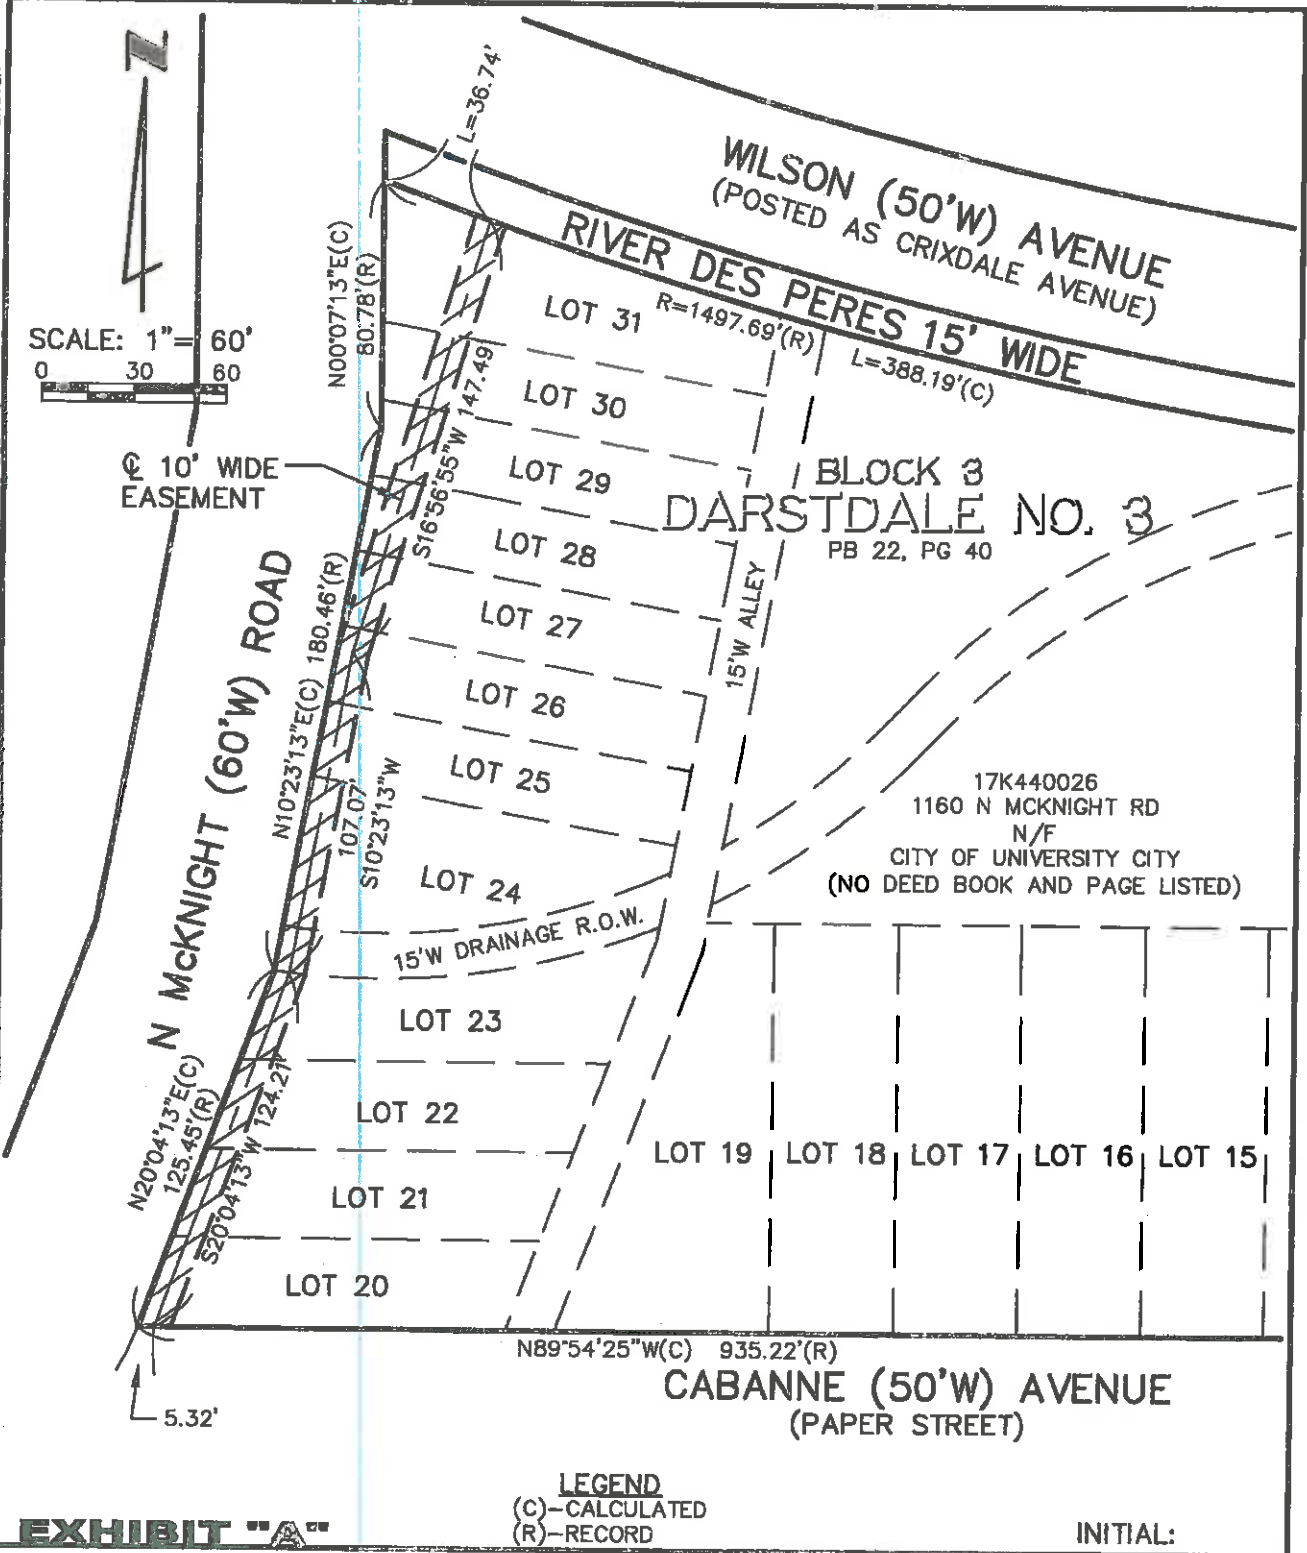 N
L=36.74'
WILSON (50'W) AVENUE
(POSTED AS CRIXDALE AVENUE)
RIVER DES PERES 15' WIDE
R=1497.69'(R)
L=388.19'(C)
SCALE: 1"= 60'
0 30 60
N00°07'13"E(C)
80.78'(R)
LOT 31
LOT 30
℄ 10' WIDE
EASEMENT
S16°56'55"W 147.49
LOT 29
BLOCK 3
DARSTDALE NO. 3
PB 22, PG 40
LOT 28
LOT 27
15'W ALLEY
N McKNIGHT (60'W) ROAD
N10°23'13"E(C) 180.46'(R)
LOT 26
LOT 25
107.07'
S10°23'13"W
17K440026
1160 N MCKNIGHT RD
N/F
CITY OF UNIVERSITY CITY
(NO DEED BOOK AND PAGE LISTED)
LOT 24
15'W DRAINAGE R.O.W.
LOT 23
N20°04'13"E(C)
125.45'(R)
S20°04'13"W 124.21'
LOT 22
LOT 21
LOT 20
LOT 19 LOT 18 LOT 17 LOT 16 LOT 15
N89°54'25"W(C) 935.22'(R)
CABANNE (50'W) AVENUE
(PAPER STREET)
5.32'
LEGEND
(C)-CALCULATED
(R)-RECORD
EXHIBIT "A"
INITIAL: